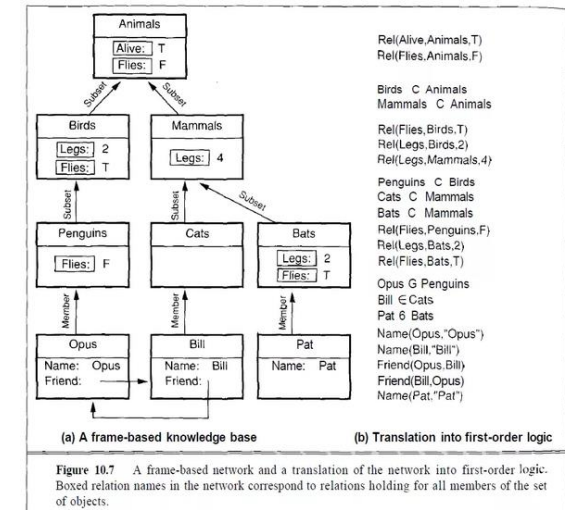 Animals
Alive: T
Flies: F
Subset
Subset
Birds
Legs: 2
Flies: T
Mammals
Legs: 4
Subset
Subset
Subset
Penguins
Flies: F
Cats
Bats
Legs: 2
Flies: T
Member
Member
Member
Opus
Name: Opus
Friend:
Bill
Name: Bill
Friend:
Pat
Name: Pat
(a) A frame-based knowledge base
Rel(Alive,Animals,T)
Rel(Flies,Animals,F)
Birds C Animals
Mammals C Animals
Rel(Flies,Birds,T)
Rel(Legs,Birds,2)
Rel(Legs,Mammals,4)
Penguins C Birds
Cats C Mammals
Bats C Mammals
Rel(Flies,Penguins,F)
Rel(Legs,Bats,2)
Rel(Flies,Bats,T)
Opus G Penguins
Bill ∈ Cats
Pat 6 Bats
Name(Opus,"Opus")
Name(Bill,"Bill")
Friend(Opus,Bill)
Friend(Bill,Opus)
Name(Pat,"Pat")
(b) Translation into first-order logic
Figure 10.7 A frame-based network and a translation of the network into first-order logic.
Boxed relation names in the network correspond to relations holding for all members of the set
of objects.